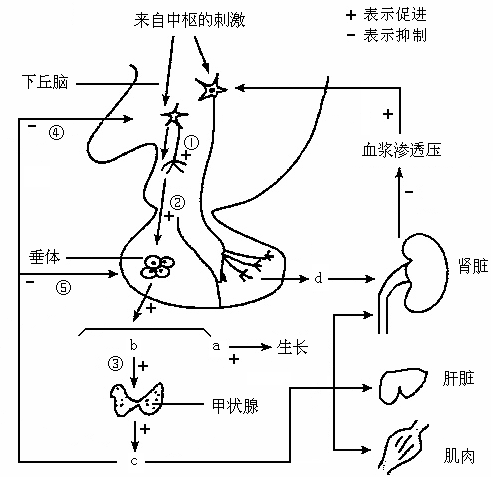 来自中枢的刺激
+ 表示促进
- 表示抑制
下丘脑
+
- ④
①
+
血浆渗透压
②
+
-
垂体
肾脏
d
- ⑤
+
b a 生长
+
③ +
肝脏
甲状腺
+
c
肌肉